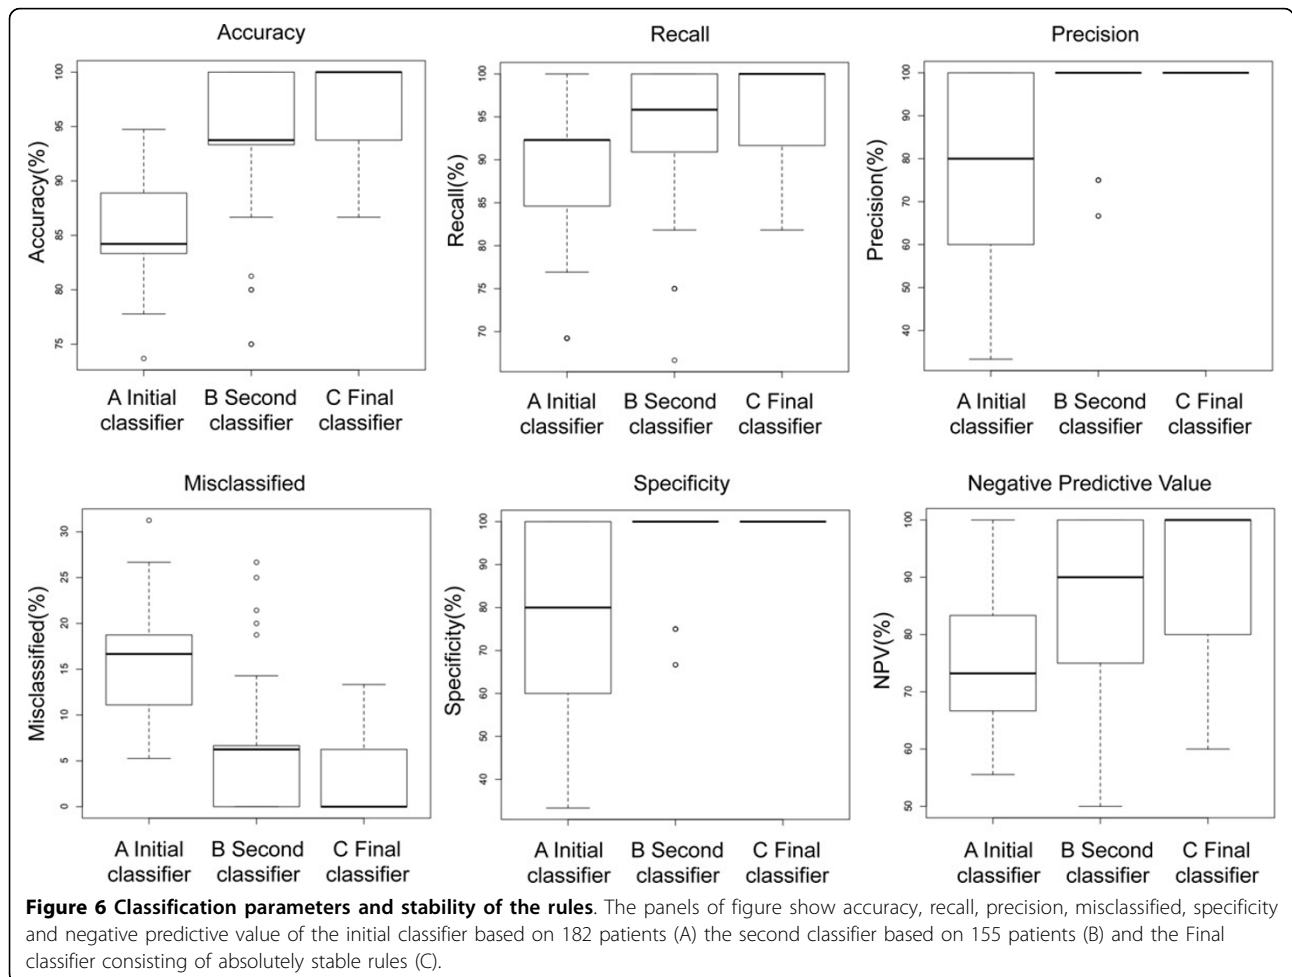 Accuracy
Recall
Precision
Accuracy(%)
100
95
90
85
80
75
A Initial classifier
B Second classifier
C Final classifier
Recall(%)
100
95
90
85
80
75
70
A Initial classifier
B Second classifier
C Final classifier
Precision(%)
100
80
70
60
50
40
A Initial classifier
B Second classifier
C Final classifier
Misclassified
Specificity
Negative Predictive Value
Misclassified(%)
30
25
20
15
10
5
0
A Initial classifier
B Second classifier
C Final classifier
Specificity(%)
100
90
80
70
60
50
40
A Initial classifier
B Second classifier
C Final classifier
NPV(%)
100
90
80
70
60
50
A Initial classifier
B Second classifier
C Final classifier
Figure 6 Classification parameters and stability of the rules. The panels of figure show accuracy, recall, precision, misclassified, specificity
and negative predictive value of the initial classifier based on 182 patients (A) the second classifier based on 155 patients (B) and the Final
classifier consisting of absolutely stable rules (C).